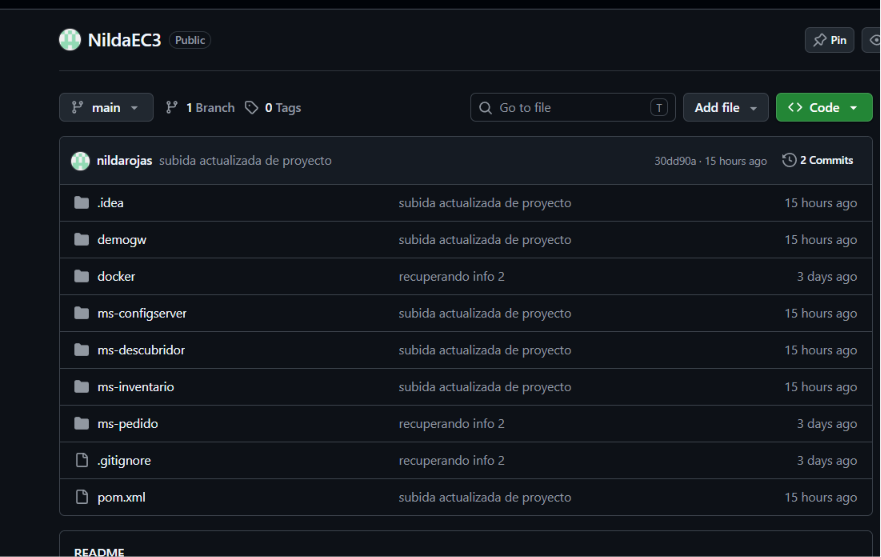 NildaEC3 Public Pin
main 1 Branch 0 Tags Go to file T Add file Code
nildarojas subida actualizada de proyecto 30dd90a · 15 hours ago 2 Commits
.idea subida actualizada de proyecto 15 hours ago
demogw subida actualizada de proyecto 15 hours ago
docker recuperando info 2 3 days ago
ms-configserver subida actualizada de proyecto 15 hours ago
ms-descubridor subida actualizada de proyecto 15 hours ago
ms-inventario subida actualizada de proyecto 15 hours ago
ms-pedido recuperando info 2 3 days ago
.gitignore recuperando info 2 3 days ago
pom.xml subida actualizada de proyecto 15 hours ago
README